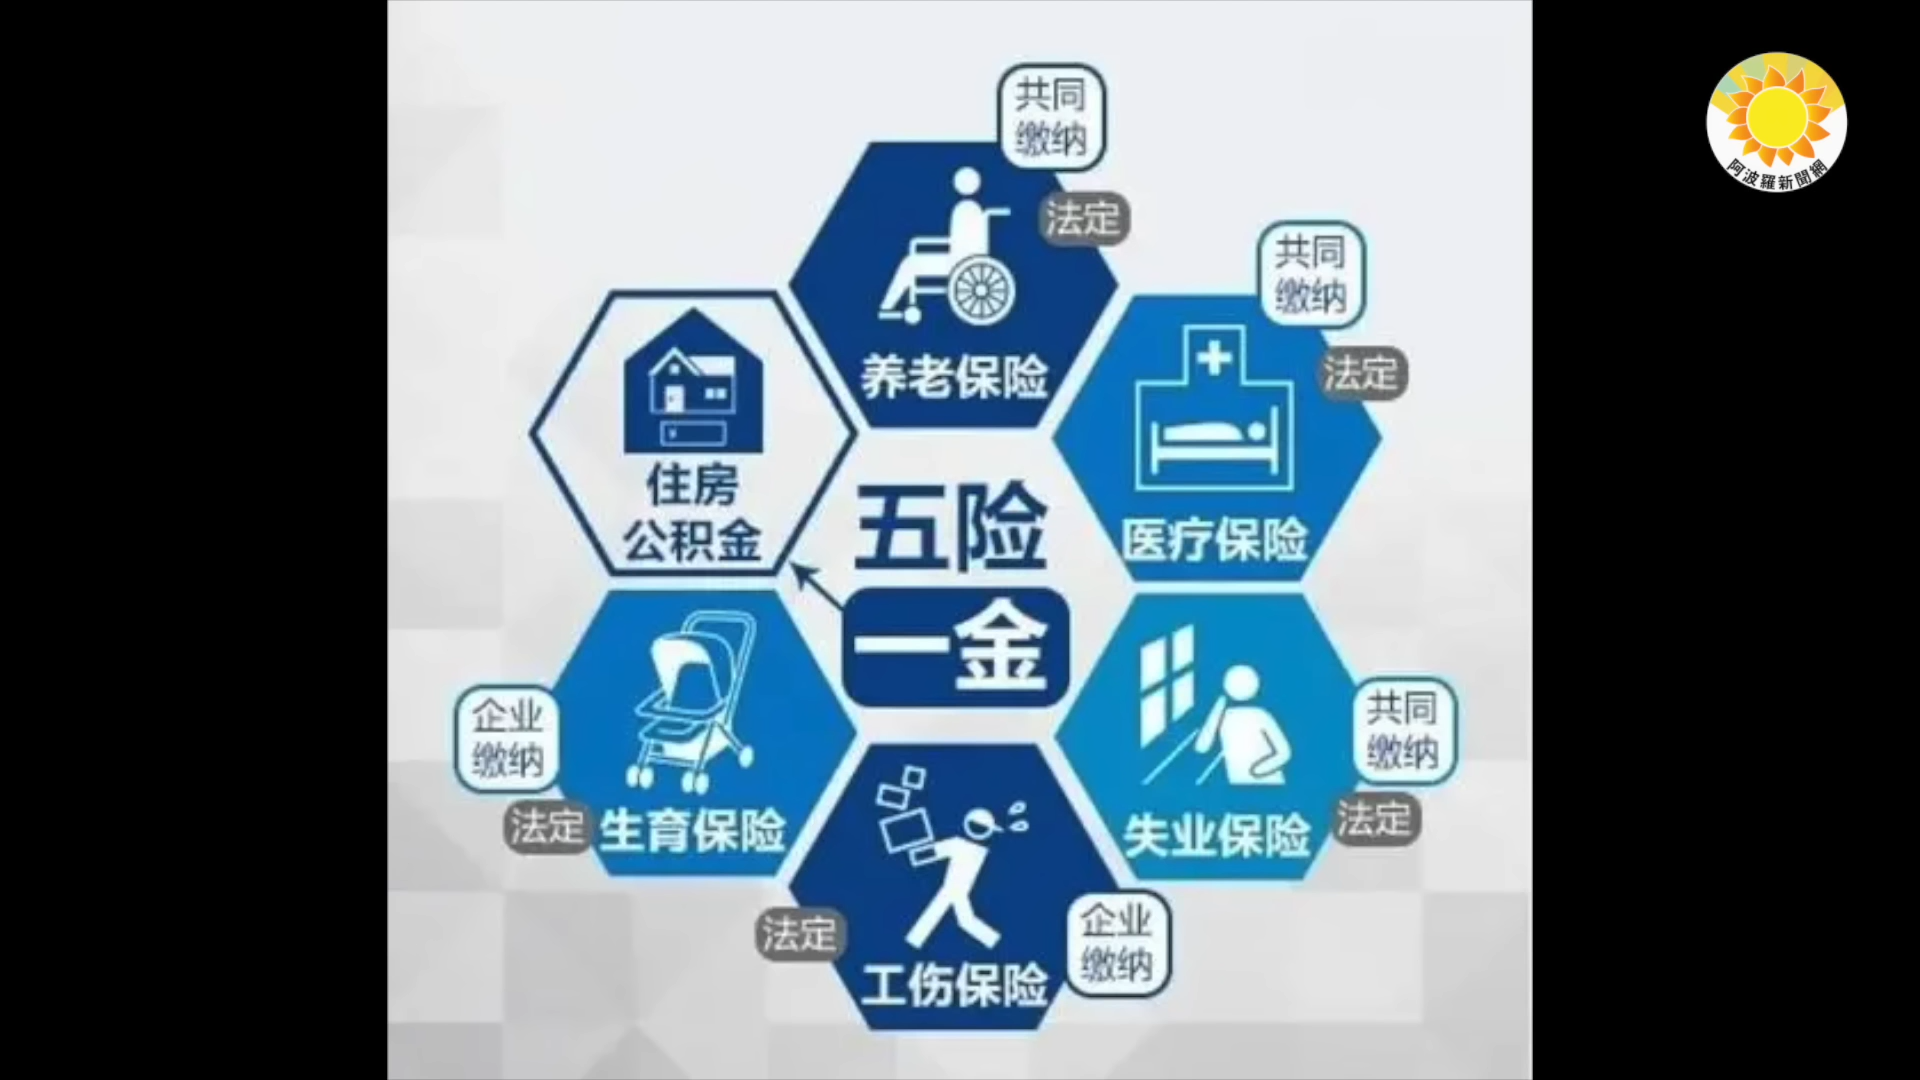 共同
缴纳
法定
养老保险
共同
缴纳
法定
医疗保险
住房
公积金
五险
一金
企业
缴纳
法定
生育保险
共同
缴纳
法定
失业保险
法定
工伤保险
企业
缴纳
阿波羅新聞網